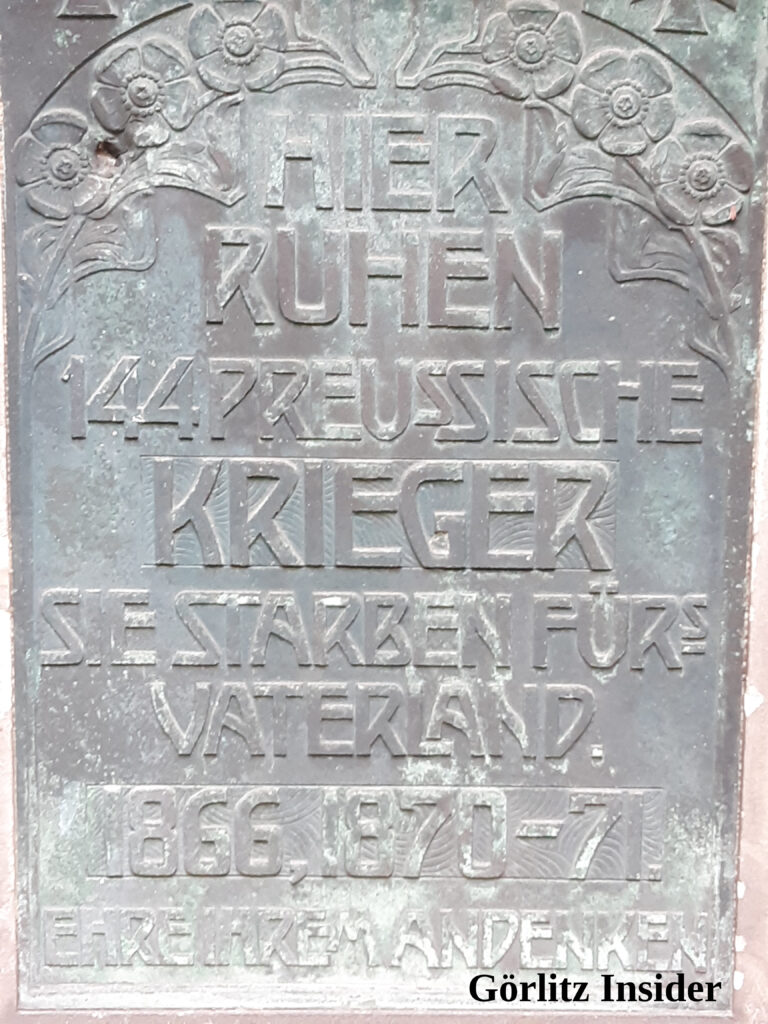 HIER
RUHEN
144 PREUSSISCHE
KRIEGER
SIE STARBEN FÜRS
VATERLAND.
1866, 1870-71.
EHRE IHREM ANDENKEN
Görlitz Insider